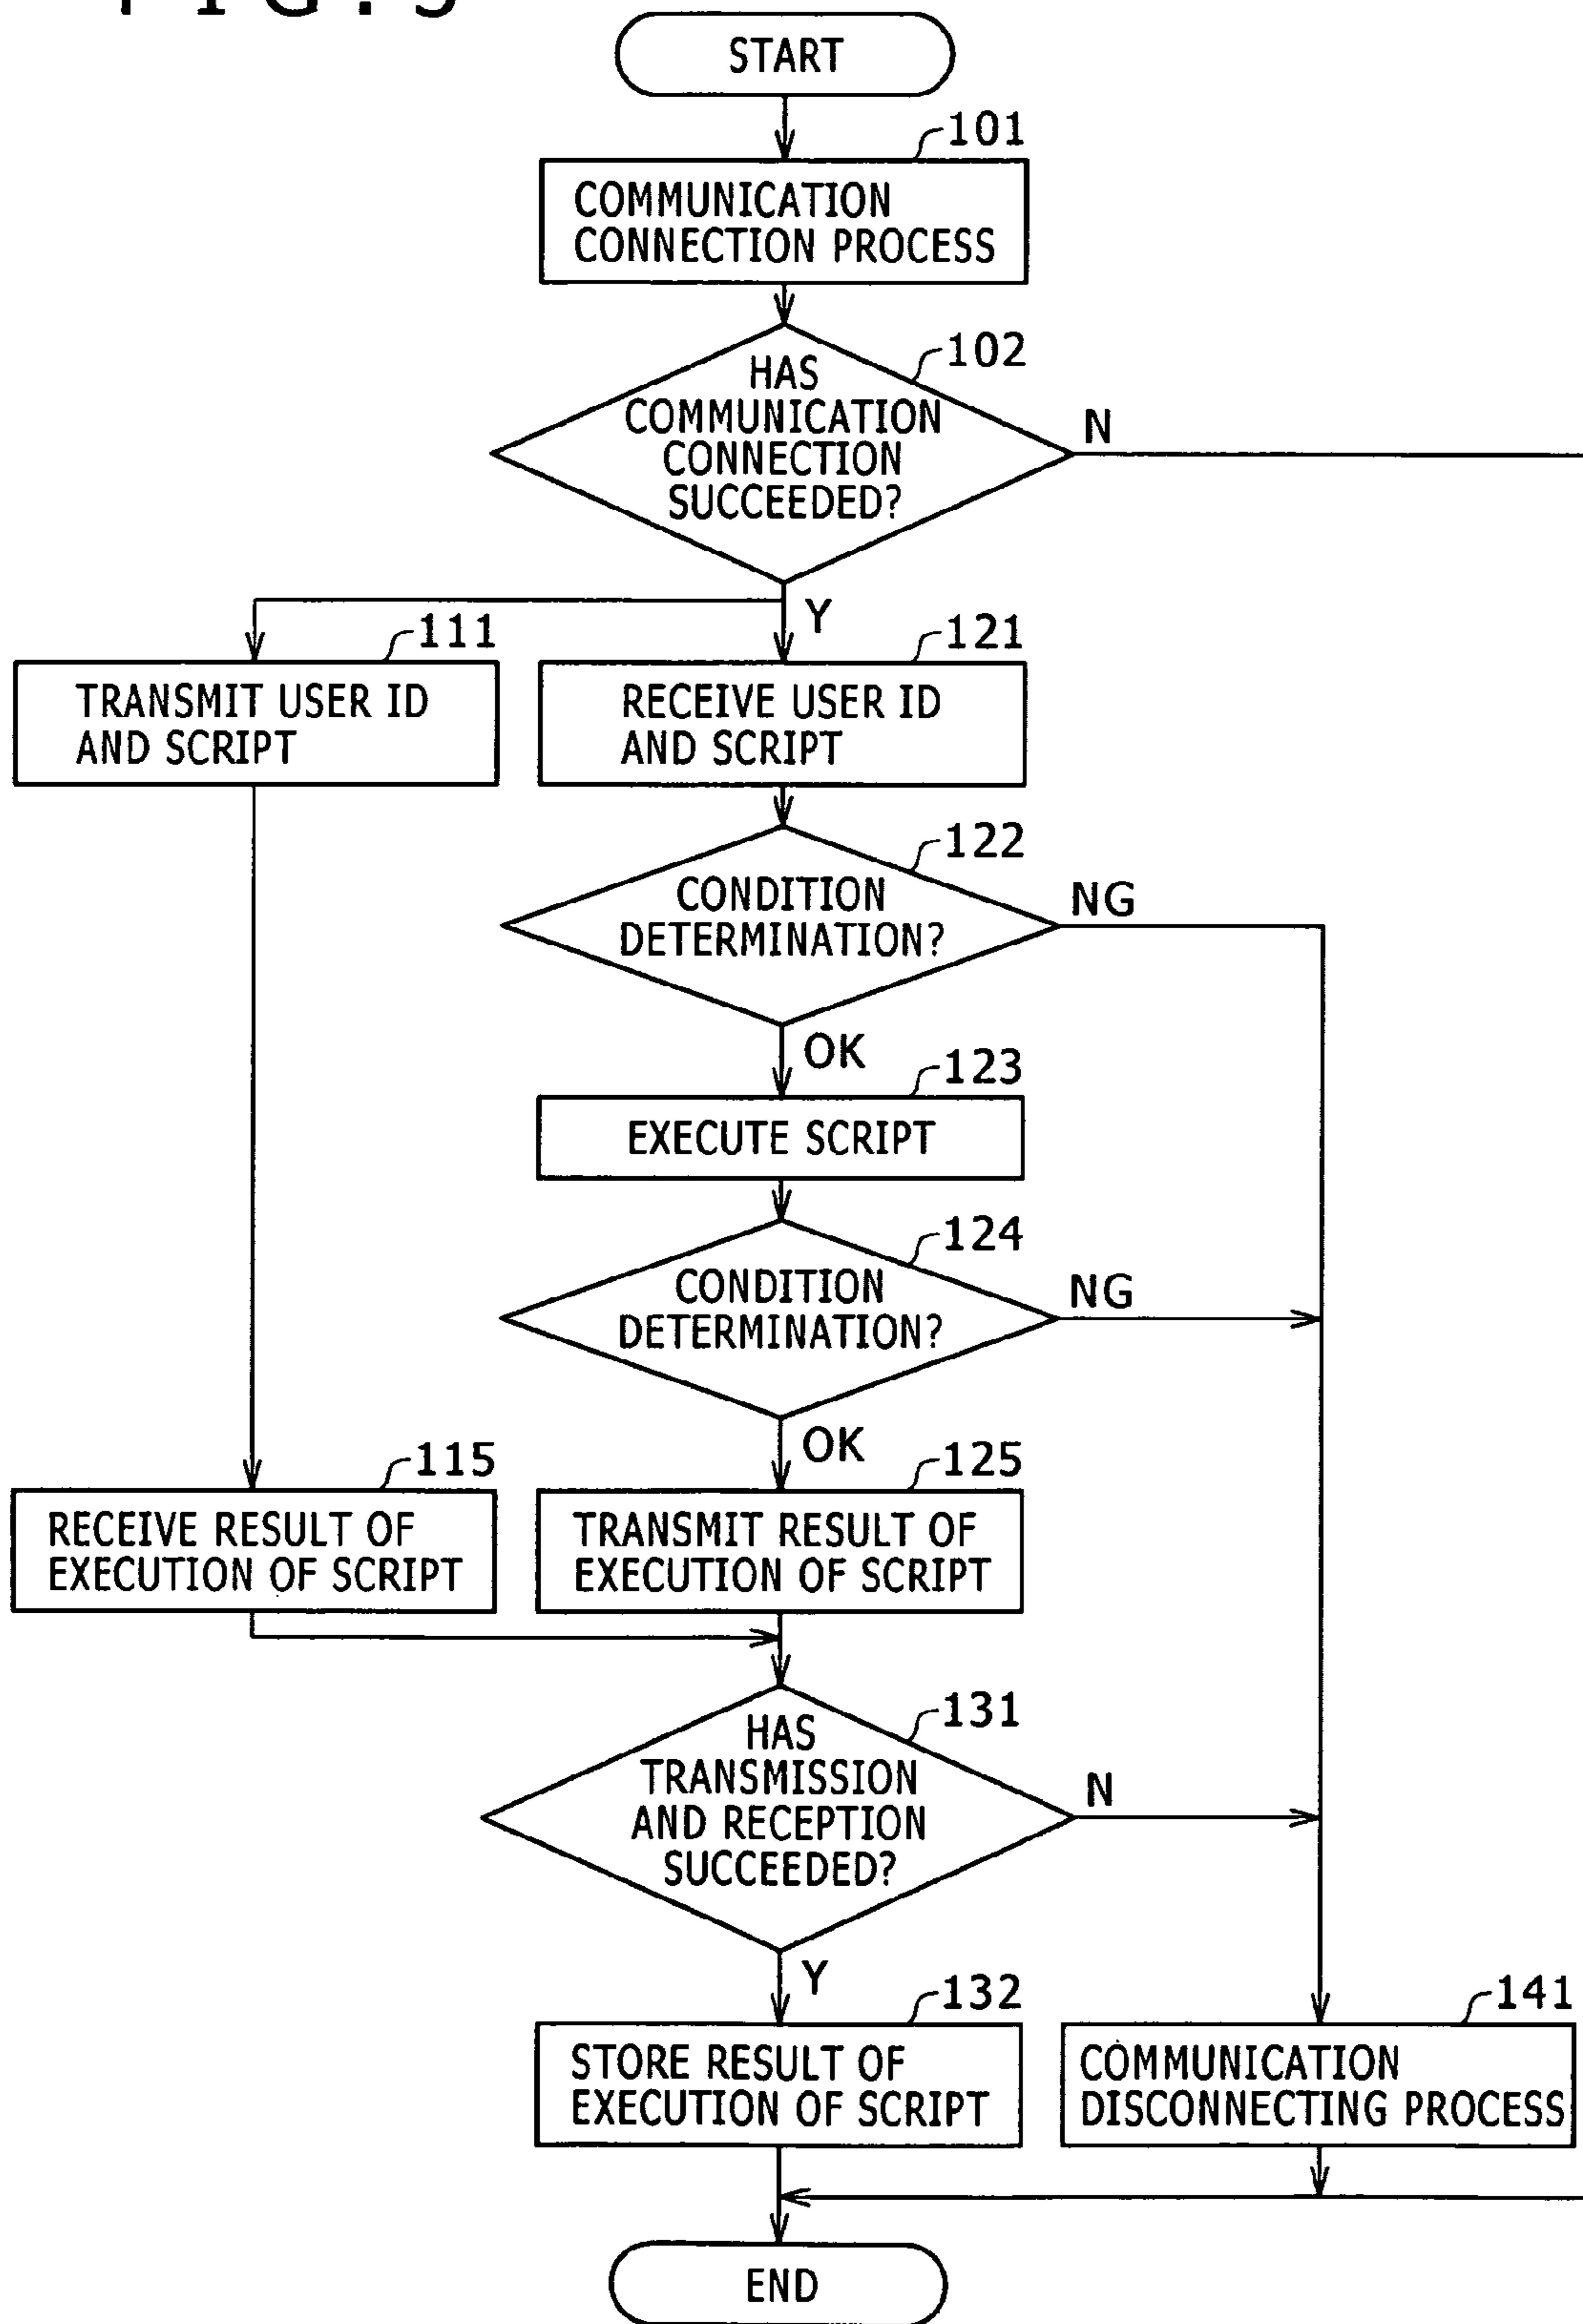 FIG. 5
START
101
COMMUNICATION
CONNECTION PROCESS
102
HAS
COMMUNICATION
CONNECTION
SUCCEEDED?
N
Y
111
121
TRANSMIT USER ID
AND SCRIPT
RECEIVE USER ID
AND SCRIPT
122
CONDITION
DETERMINATION?
NG
OK
123
EXECUTE SCRIPT
124
CONDITION
DETERMINATION?
NG
OK
115
125
RECEIVE RESULT OF
EXECUTION OF SCRIPT
TRANSMIT RESULT OF
EXECUTION OF SCRIPT
131
HAS
TRANSMISSION
AND RECEPTION
SUCCEEDED?
N
Y
132
141
STORE RESULT OF
EXECUTION OF SCRIPT
COMMUNICATION
DISCONNECTING PROCESS
END